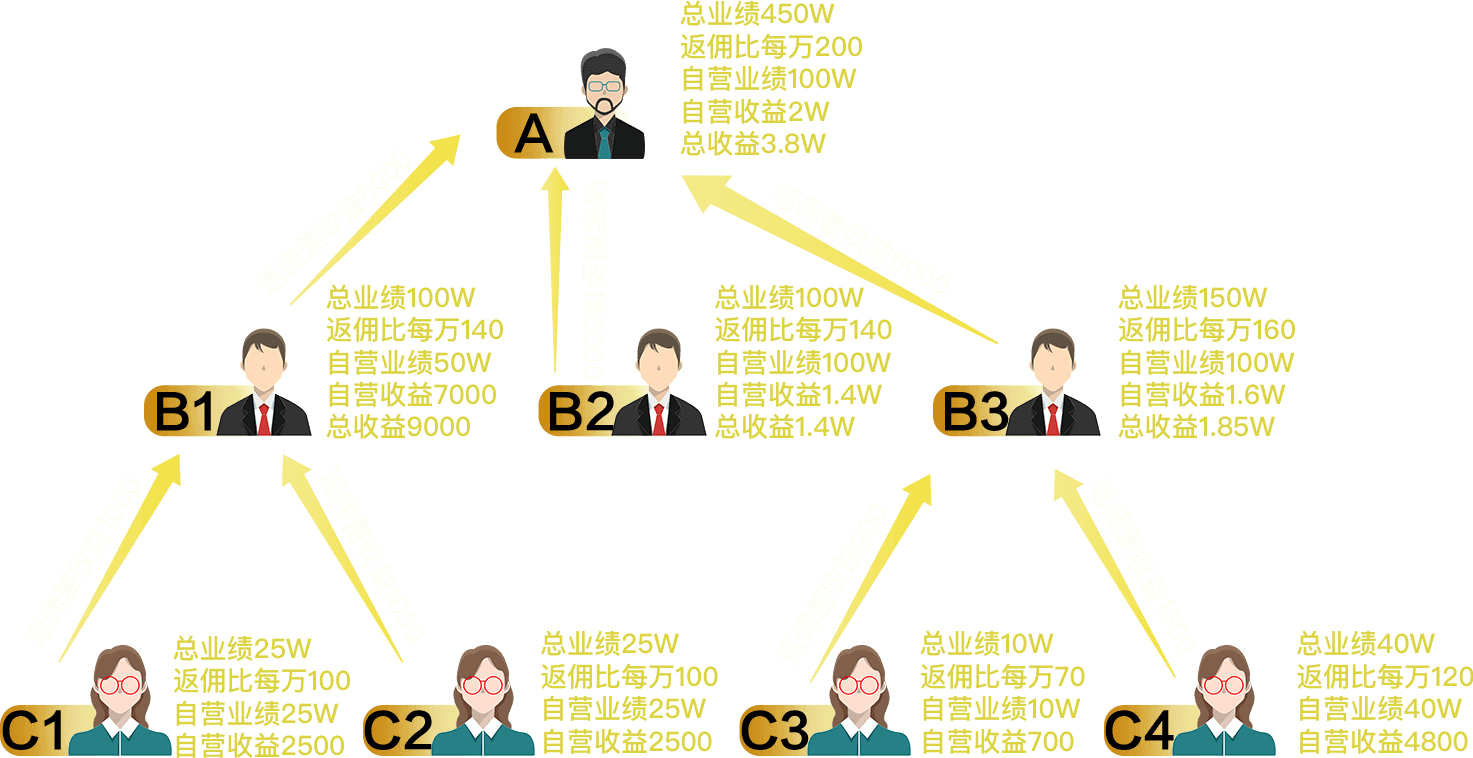 总业绩450W
返佣比每万200
自营业绩100W
自营收益2W
总收益3.8W
A
总业绩100W
返佣比每万140
自营业绩50W
自营收益7000
总收益9000
B1
总业绩100W
返佣比每万140
自营业绩100W
自营收益1.4W
总收益1.4W
B2
总业绩150W
返佣比每万160
自营业绩100W
自营收益1.6W
总收益1.85W
B3
总业绩25W
返佣比每万100
自营业绩25W
自营收益2500
C1
总业绩25W
返佣比每万100
自营业绩25W
自营收益2500
C2
总业绩10W
返佣比每万70
自营业绩10W
自营收益700
C3
总业绩40W
返佣比每万120
自营业绩40W
自营收益4800
C4